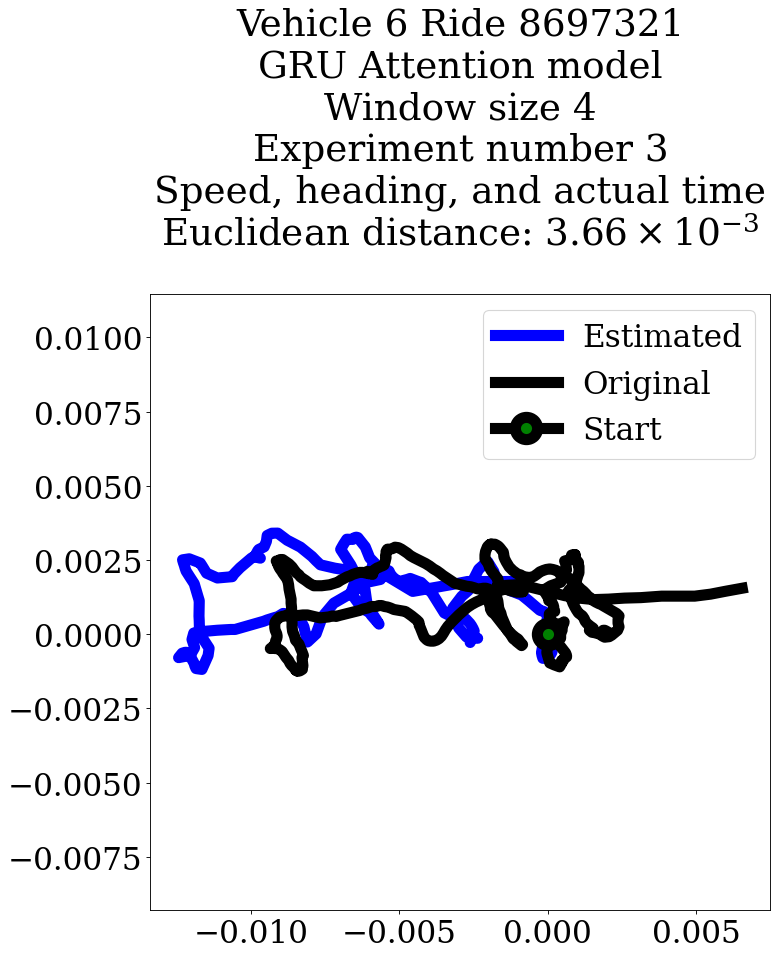 Vehicle 6 Ride 8697321
GRU Attention model
Window size 4
Experiment number 3
Speed, heading, and actual time
Euclidean distance: 3.66 × 10⁻³
Estimated
Original
Start
0.0100
0.0075
0.0050
0.0025
0.0000
−0.0025
−0.0050
−0.0075
−0.010
−0.005
0.000
0.005